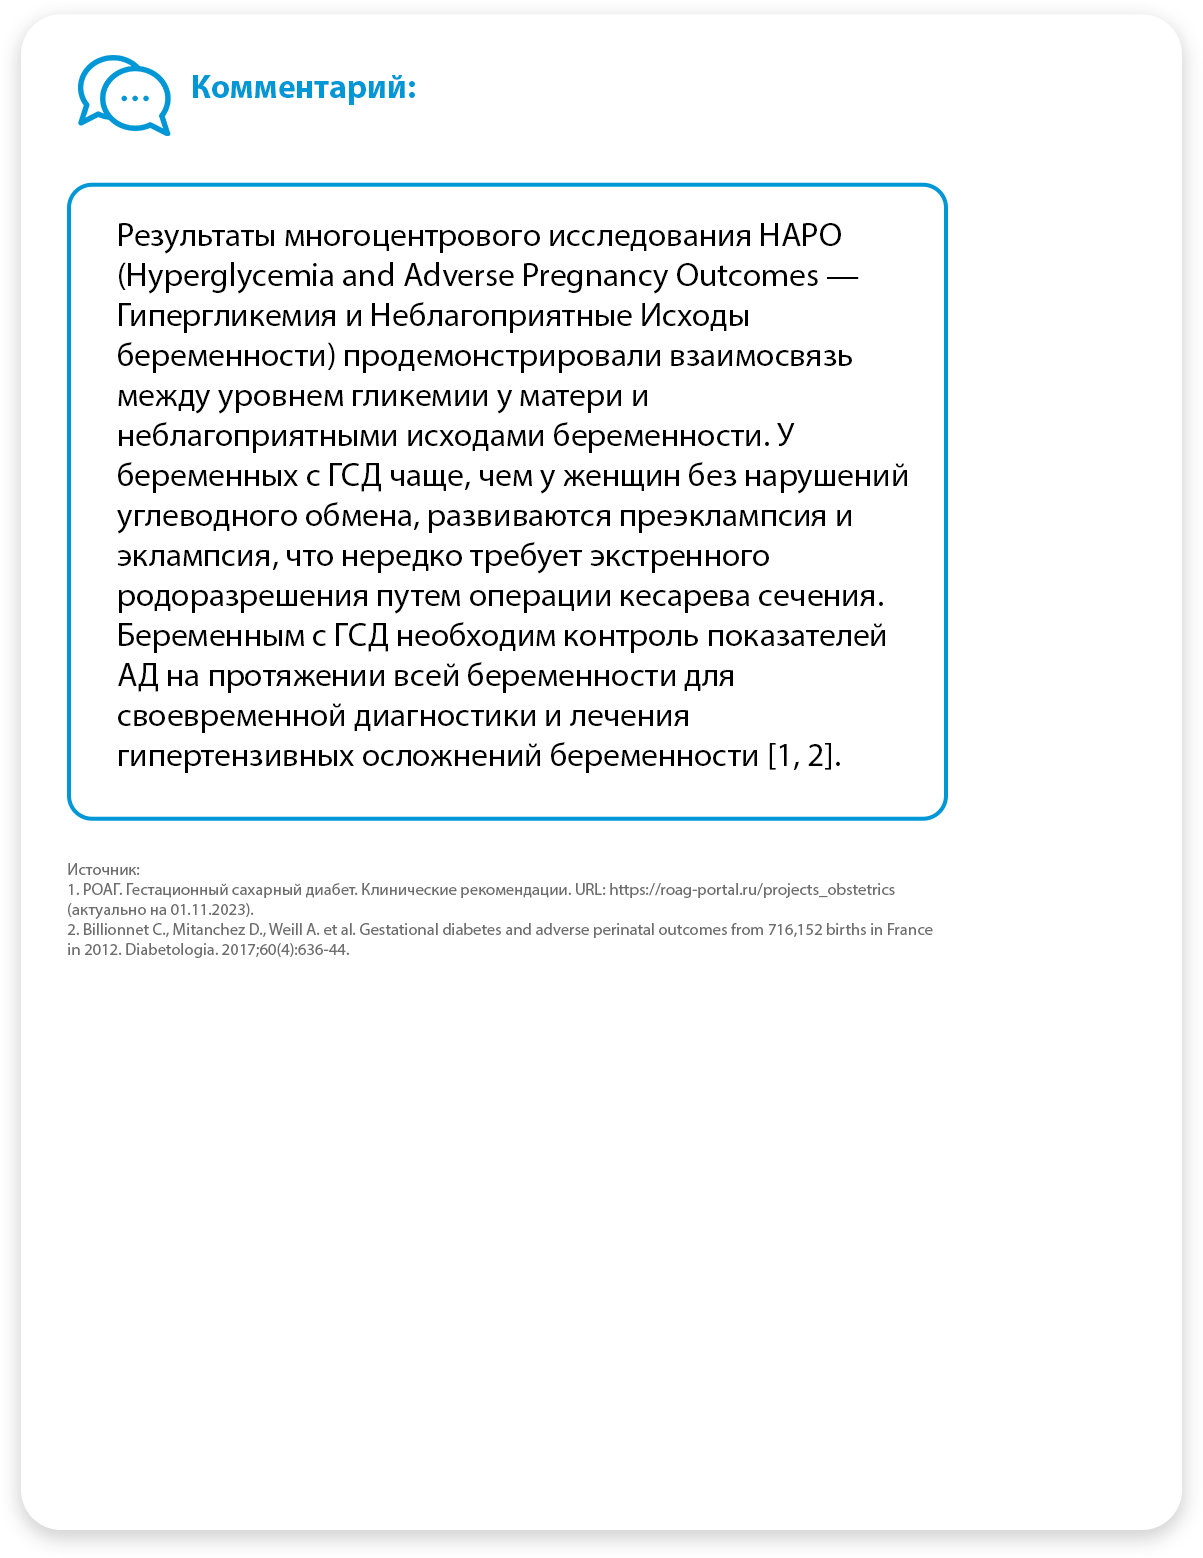 Комментарий:
Результаты многоцентрового исследования HAPO
(Hyperglycemia and Adverse Pregnancy Outcomes —
Гипергликемия и Неблагоприятные Исходы
беременности) продемонстрировали взаимосвязь
между уровнем гликемии у матери и
неблагоприятными исходами беременности. У
беременных с ГСД чаще, чем у женщин без нарушений
углеводного обмена, развиваются преэклампсия и
эклампсия, что нередко требует экстренного
родоразрешения путем операции кесарева сечения.
Беременным с ГСД необходим контроль показателей
АД на протяжении всей беременности для
своевременной диагностики и лечения
гипертензивных осложнений беременности [1, 2].
Источник:
1. РОАГ. Гестационный сахарный диабет. Клинические рекомендации. URL: https://roag-portal.ru/projects_obstetrics
(актуально на 01.11.2023).
2. Billionnet C., Mitanchez D., Weill A. et al. Gestational diabetes and adverse perinatal outcomes from 716,152 births in France
in 2012. Diabetologia. 2017;60(4):636-44.